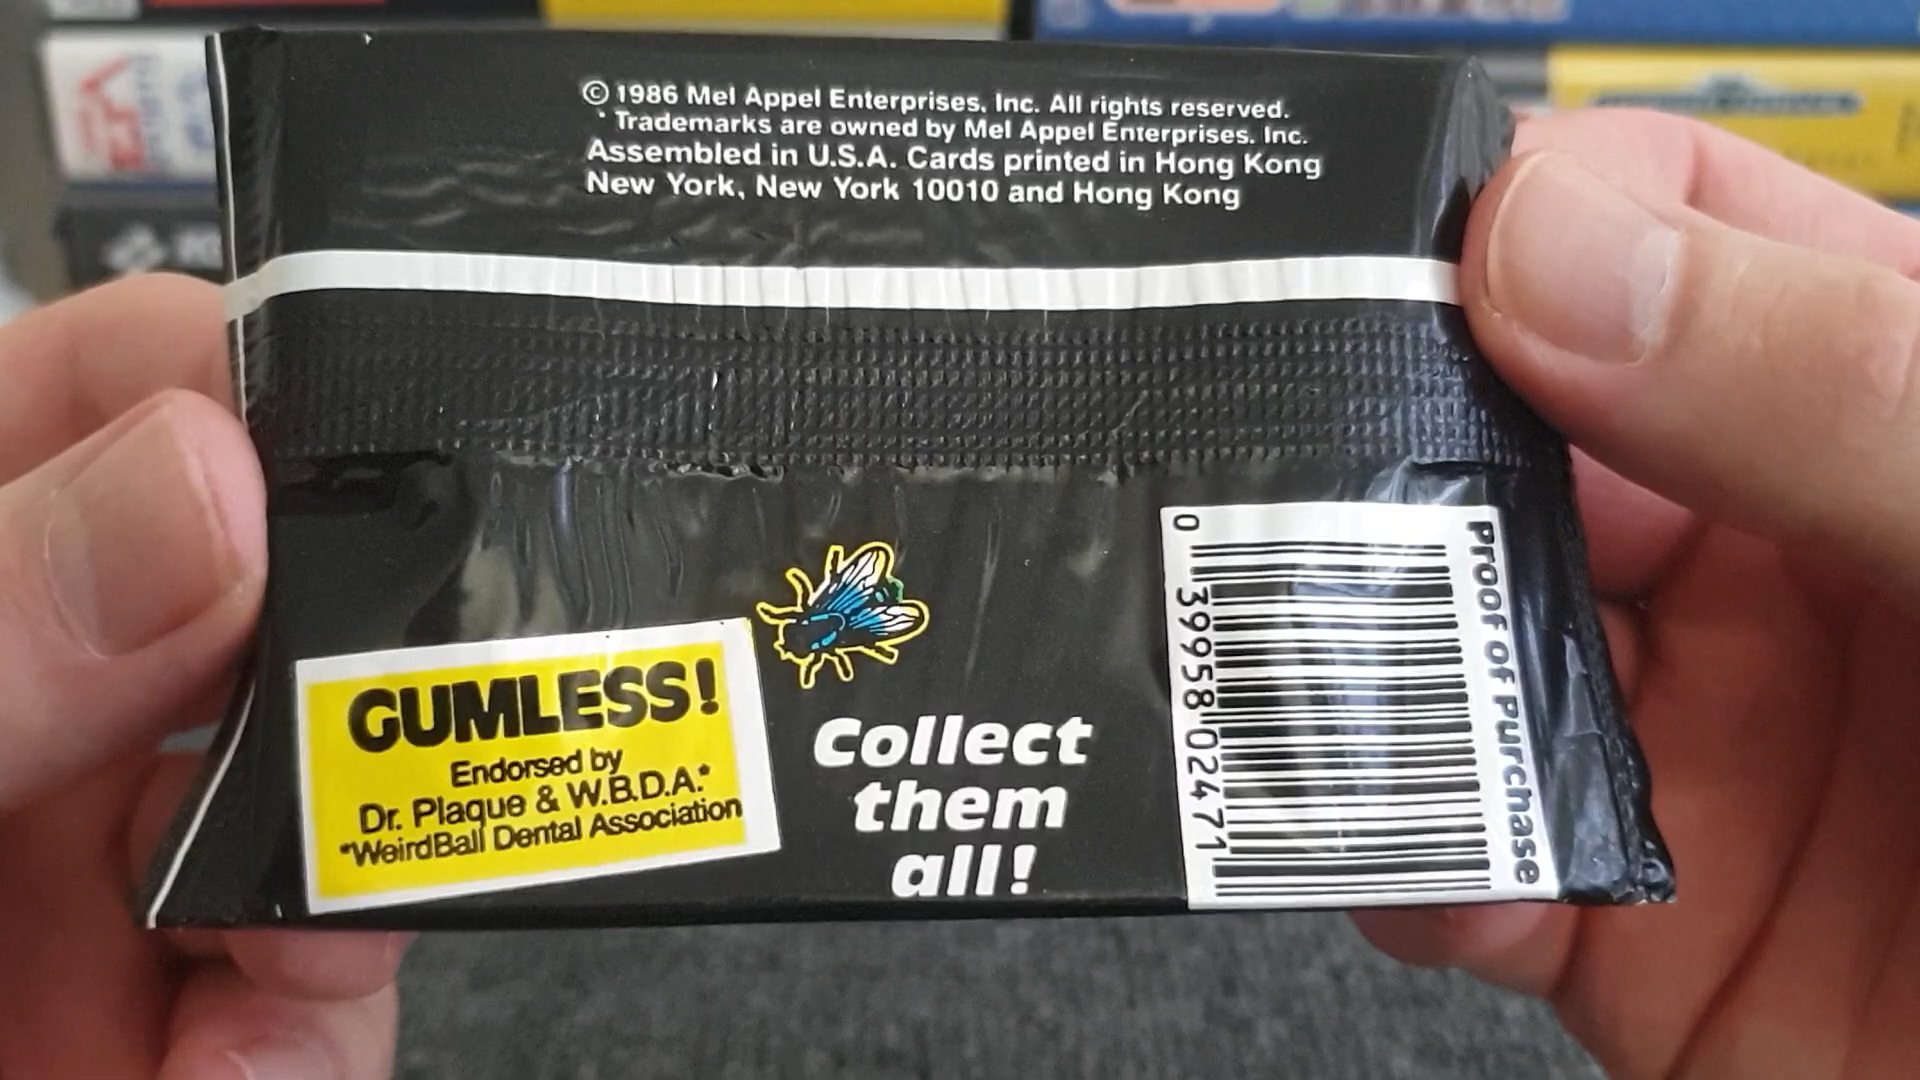 © 1986 Mel Appel Enterprises, Inc. All rights reserved.
* Trademarks are owned by Mel Appel Enterprises. Inc.
Assembled in U.S.A. Cards printed in Hong Kong
New York, New York 10010 and Hong Kong
GUMLESS!
Endorsed by
Dr. Plaque & W.B.D.A.*
*WeirdBall Dental Association
Collect
them
all!
0 39958 02471
Proof of Purchase